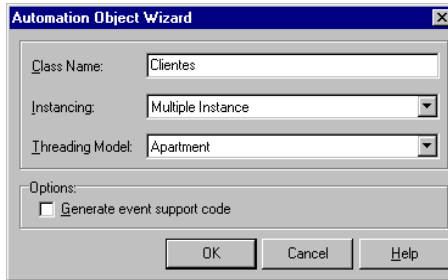 Automation Object Wizard
Class Name: Clientes
Instancing: Multiple Instance
Threading Model: Apartment
Options:
Generate event support code
OK Cancel Help